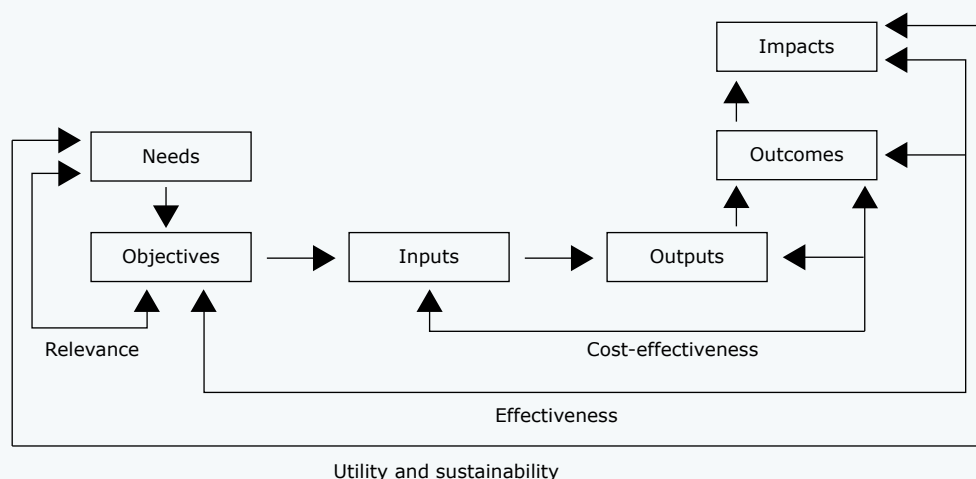 Impacts
Needs
Outcomes
Objectives
Inputs
Outputs
Relevance
Cost-effectiveness
Effectiveness
Utility and sustainability